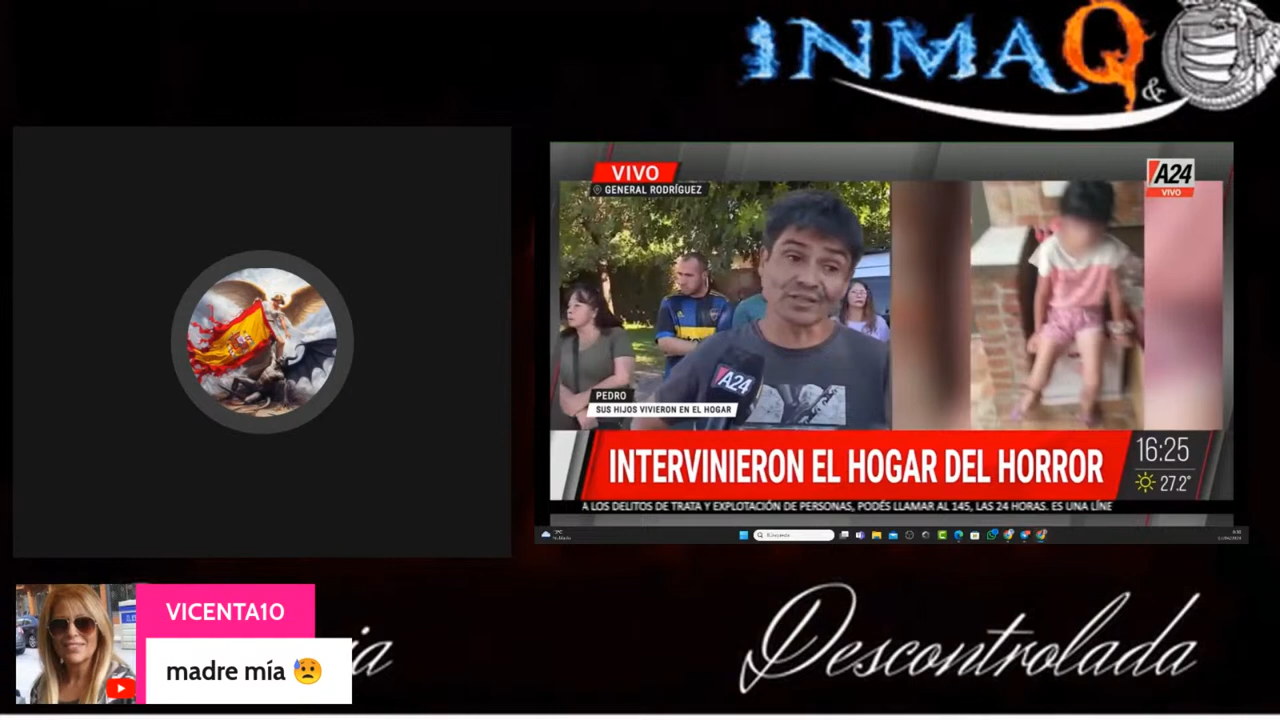 INMAQ
&
VIVO
GENERAL RODRÍGUEZ
A24
VIVO
A24
PEDRO
SUS HIJOS VIVIERON EN EL HOGAR
INTERVINIERON EL HOGAR DEL HORROR
16:25
27.2°
A LOS DELITOS DE TRATA Y EXPLOTACIÓN DE PERSONAS, PODÉS LLAMAR AL 145, LAS 24 HORAS. ES UNA LÍNE
Búsqueda
VICENTA10
madre mía 😥
ia
Descontrolada